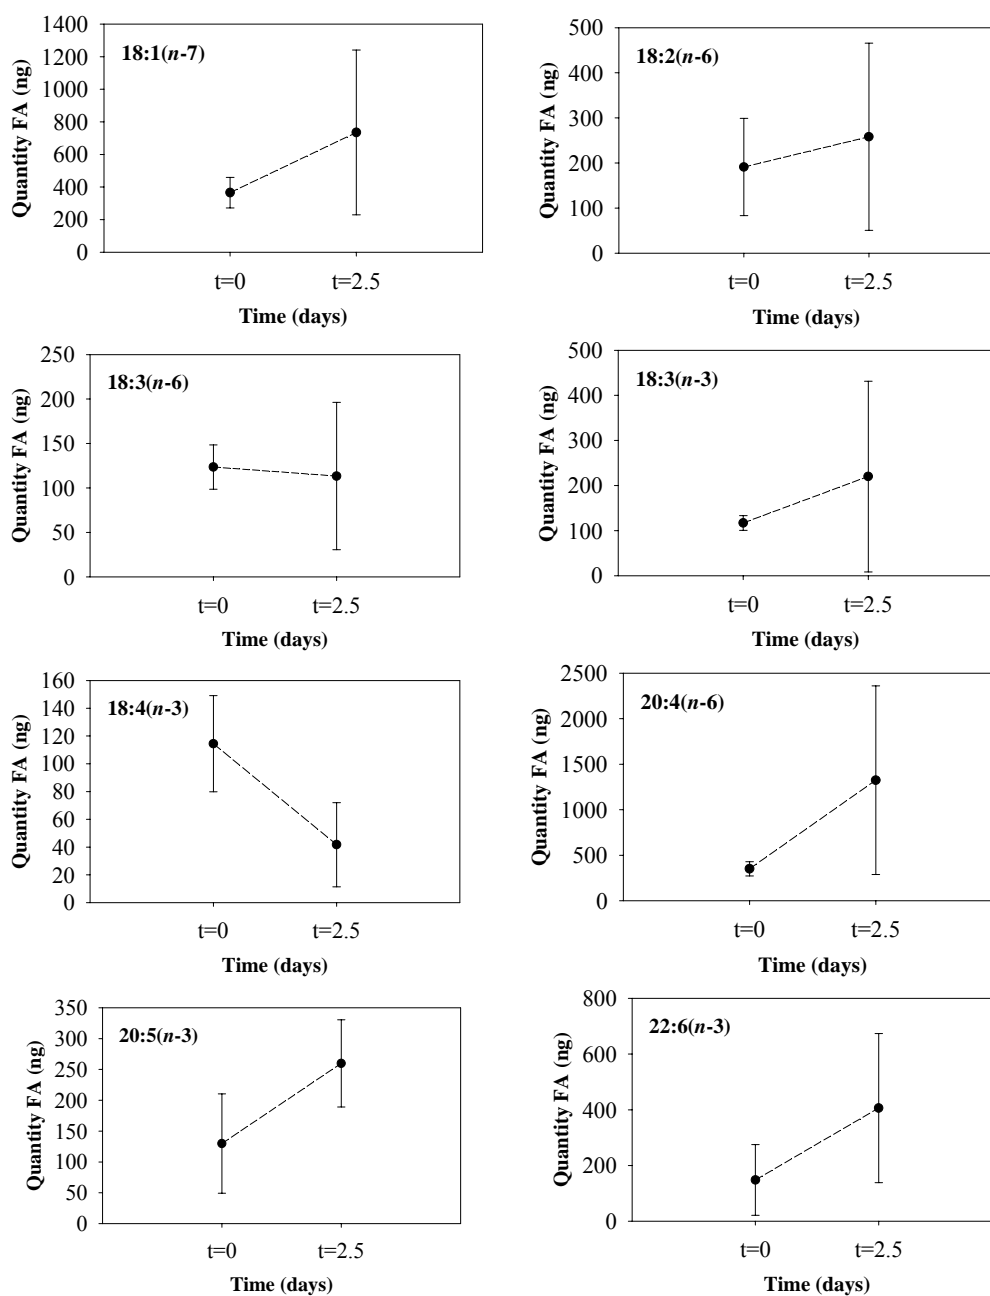 18:1(n-7)
Quantity FA (ng)
1400
1200
1000
800
600
400
200
0
t=0
t=2.5
Time (days)
18:2(n-6)
Quantity FA (ng)
500
400
300
200
100
0
t=0
t=2.5
Time (days)
18:3(n-6)
Quantity FA (ng)
250
200
150
100
50
0
t=0
t=2.5
Time (days)
18:3(n-3)
Quantity FA (ng)
500
400
300
200
100
0
t=0
t=2.5
Time (days)
18:4(n-3)
Quantity FA (ng)
160
140
120
100
80
60
40
20
0
t=0
t=2.5
Time (days)
20:4(n-6)
Quantity FA (ng)
2500
2000
1500
1000
500
0
t=0
t=2.5
Time (days)
20:5(n-3)
Quantity FA (ng)
350
300
250
200
150
100
50
0
t=0
t=2.5
Time (days)
22:6(n-3)
Quantity FA (ng)
800
600
400
200
0
t=0
t=2.5
Time (days)